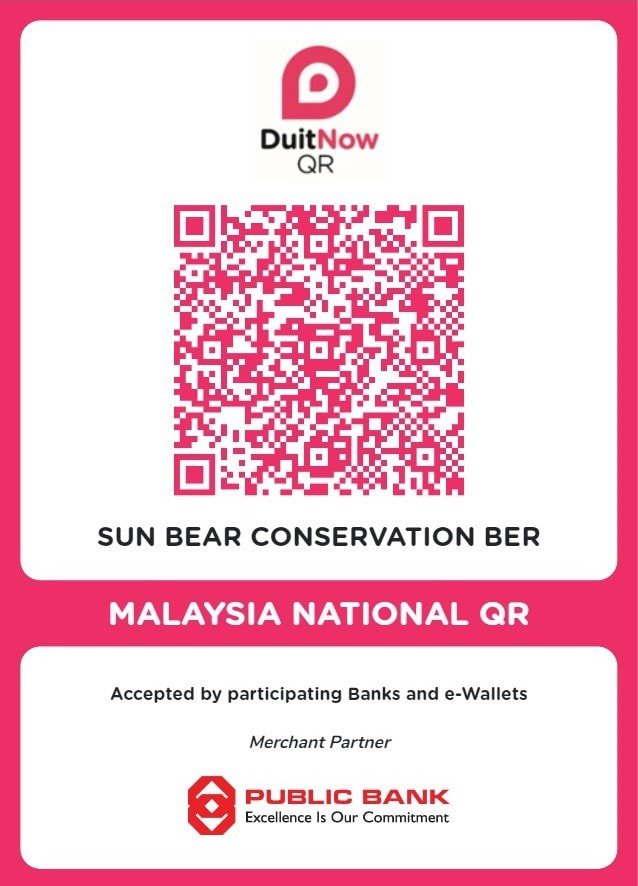 DuitNow
QR
SUN BEAR CONSERVATION BER
MALAYSIA NATIONAL QR
Accepted by participating Banks and e-Wallets
Merchant Partner
PUBLIC BANK
Excellence Is Our Commitment